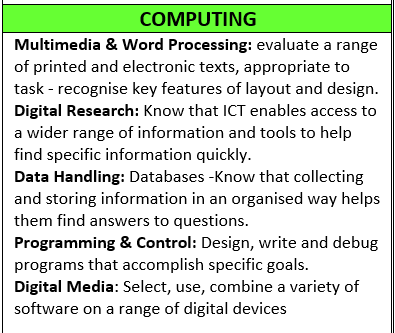 COMPUTING
Multimedia & Word Processing: evaluate a range
of printed and electronic texts, appropriate to
task - recognise key features of layout and design.
Digital Research: Know that ICT enables access to
a wider range of information and tools to help
find specific information quickly.
Data Handling: Databases -Know that collecting
and storing information in an organised way helps
them find answers to questions.
Programming & Control: Design, write and debug
programs that accomplish specific goals.
Digital Media: Select, use, combine a variety of
software on a range of digital devices